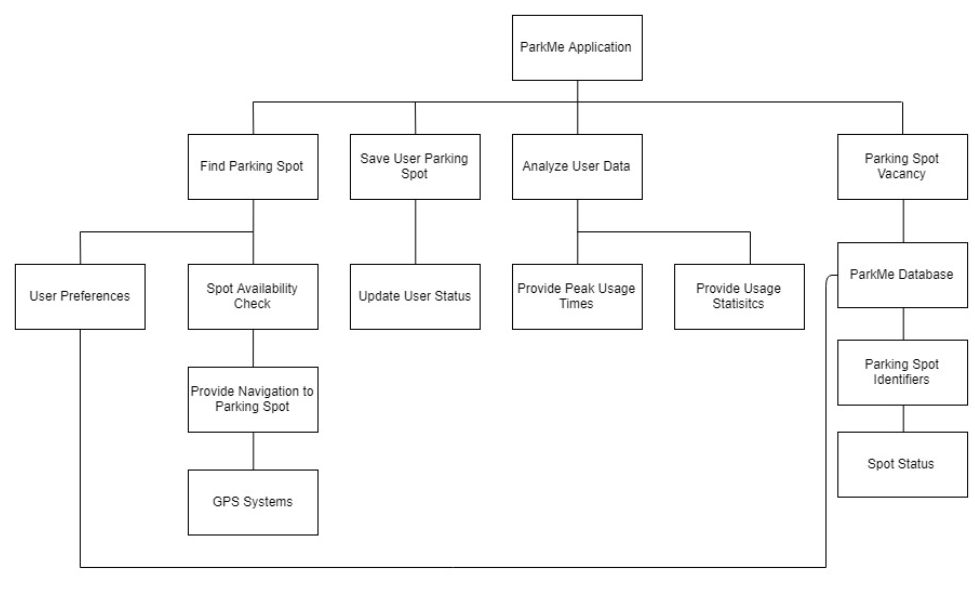 ParkMe Application
Find Parking Spot
Save User Parking
Spot
Analyze User Data
Parking Spot
Vacancy
User Preferences
Spot Availability
Check
Update User Status
Provide Peak Usage
Times
Provide Usage
Statisitcs
ParkMe Database
Provide Navigation to
Parking Spot
Parking Spot
Identifiers
GPS Systems
Spot Status